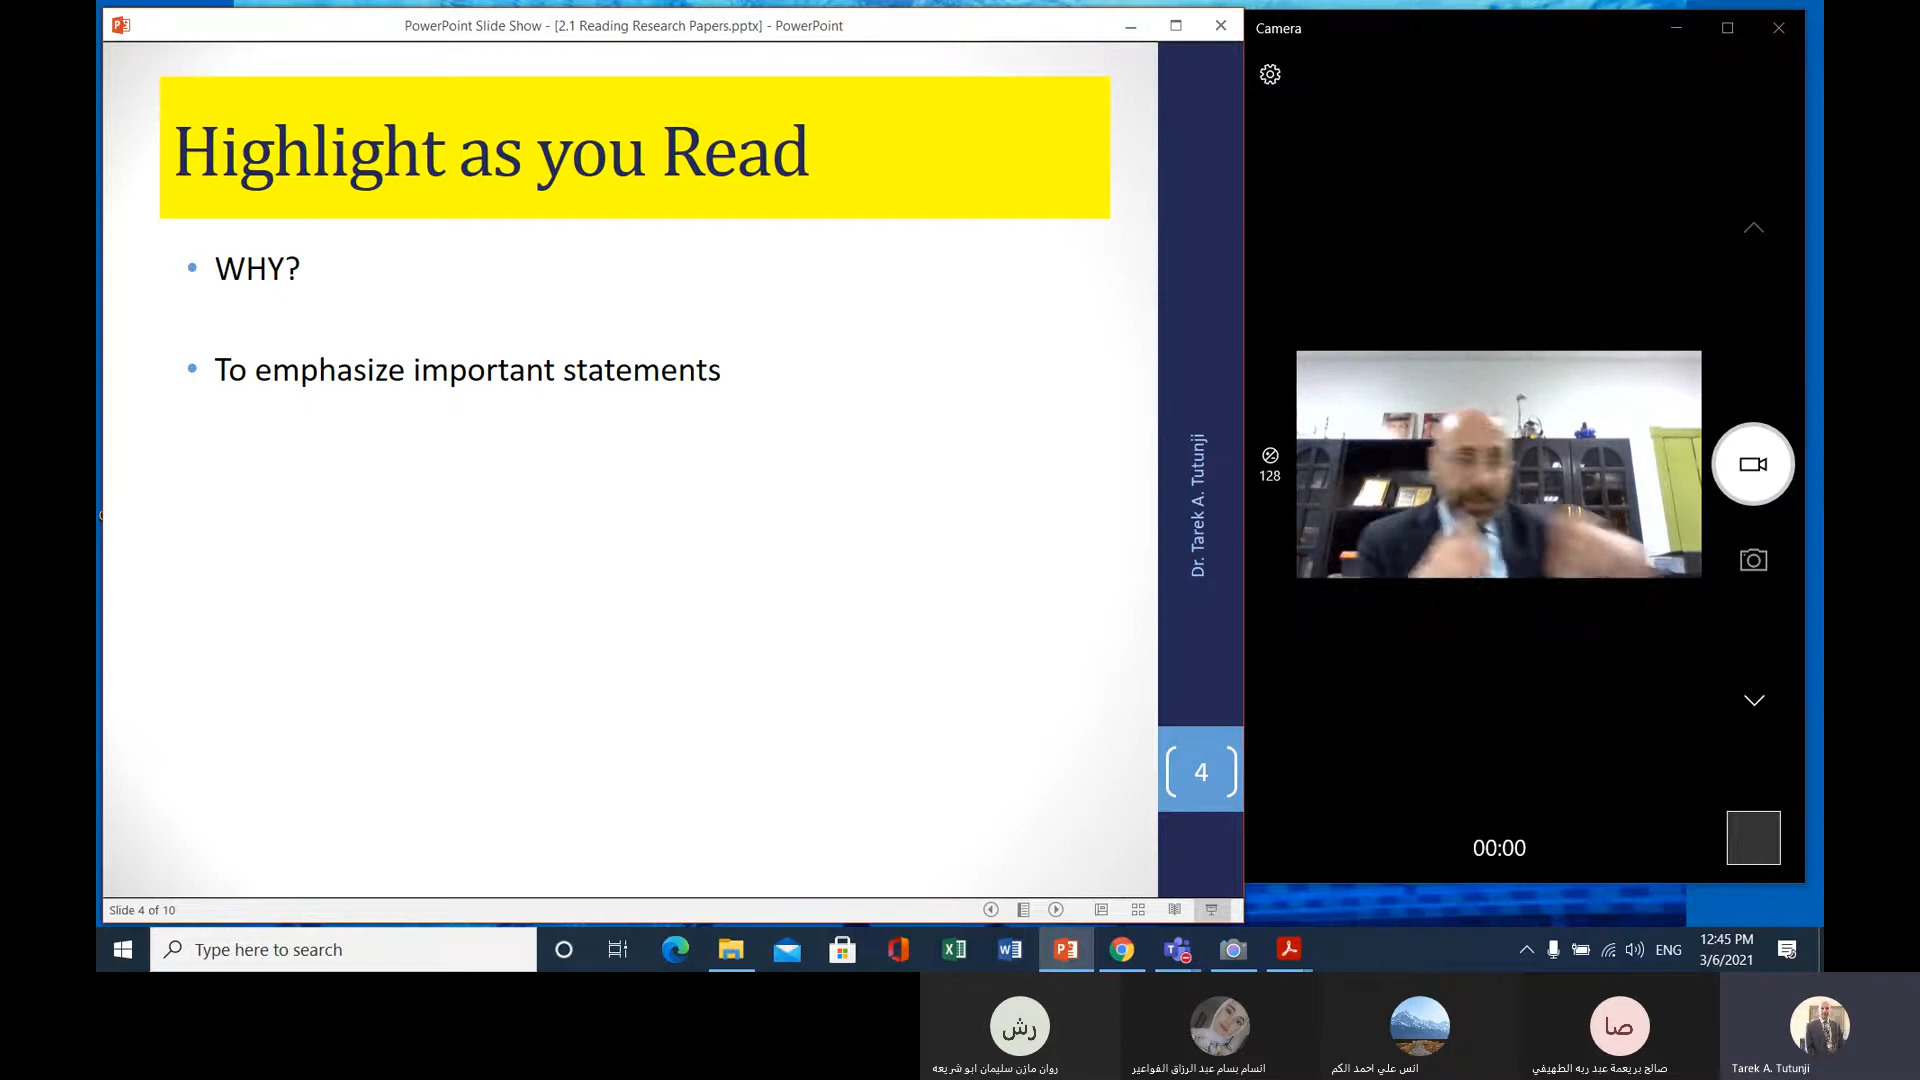 PowerPoint Slide Show - [2.1 Reading Research Papers.pptx] - PowerPoint
Camera
Highlight as you Read
• WHY?
• To emphasize important statements
Dr. Tarek A. Tutunji
4
128
00:00
Slide 4 of 10
Type here to search
ENG
12:45 PM
3/6/2021
رش
صا
روان مازن سليمان ابو شريعه
انسام بسام عبد الرزاق الفواعير
انس علي احمد الكم
صالح بريعمة عبد ربه الطهيفي
Tarek A. Tutunji